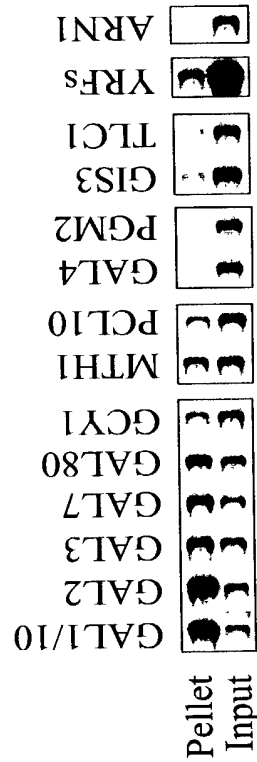 ARN1
YRFs
TLC1
GIS3
PGM2
GAL4
PCL10
MTH1
GCY1
GAL80
GAL7
GAL3
GAL2
GAL1/10
Pellet
Input